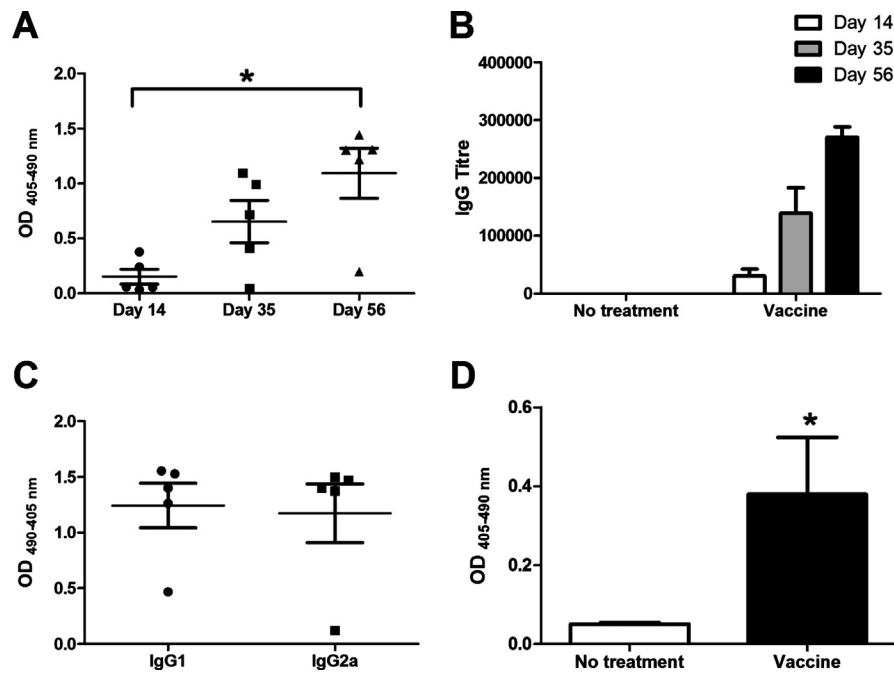 A
*
2.0
1.5
1.0
0.5
0.0
OD 405-490 nm
Day 14 Day 35 Day 56
B
Day 14
Day 35
Day 56
400000
300000
200000
100000
0
IgG Titre
No treatment Vaccine
C
2.0
1.5
1.0
0.5
0.0
OD 490-405 nm
IgG1 IgG2a
D
*
0.6
0.4
0.2
0.0
OD 405-490 nm
No treatment Vaccine